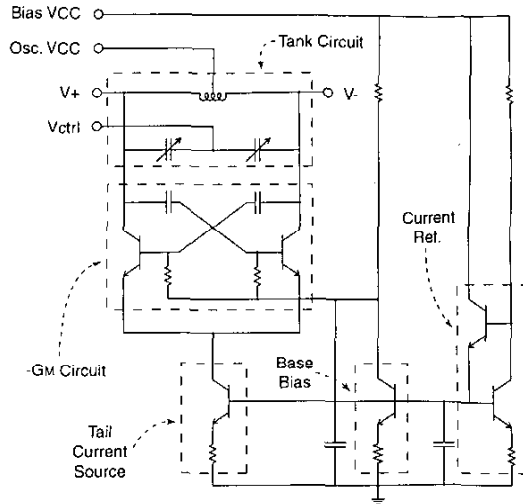 Bias VCC
Osc. VCC
Tank Circuit
V+
V-
Vctrl
Current
Ref.
-GM Circuit
Base
Bias
Tail
Current
Source